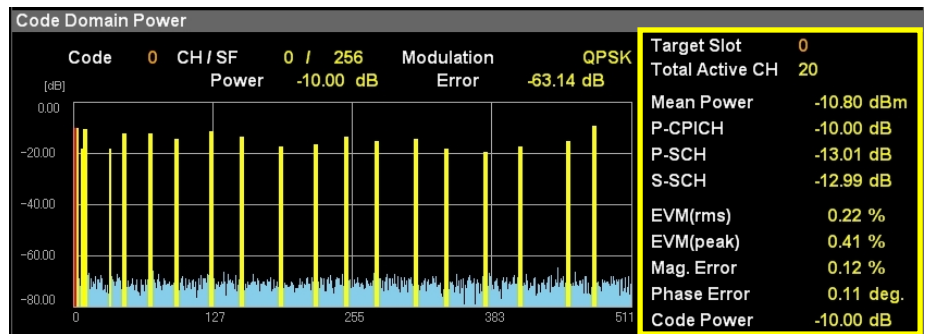 Code Domain Power
Code 0 CH / SF 0 / 256 Modulation QPSK
Power -10.00 dB Error -63.14 dB
[dB]
0.00
-20.00
-40.00
-60.00
-80.00
0 127 255 383 511
Target Slot 0
Total Active CH 20
Mean Power -10.80 dBm
P-CPICH -10.00 dB
P-SCH -13.01 dB
S-SCH -12.99 dB
EVM(rms) 0.22 %
EVM(peak) 0.41 %
Mag. Error 0.12 %
Phase Error 0.11 deg.
Code Power -10.00 dB